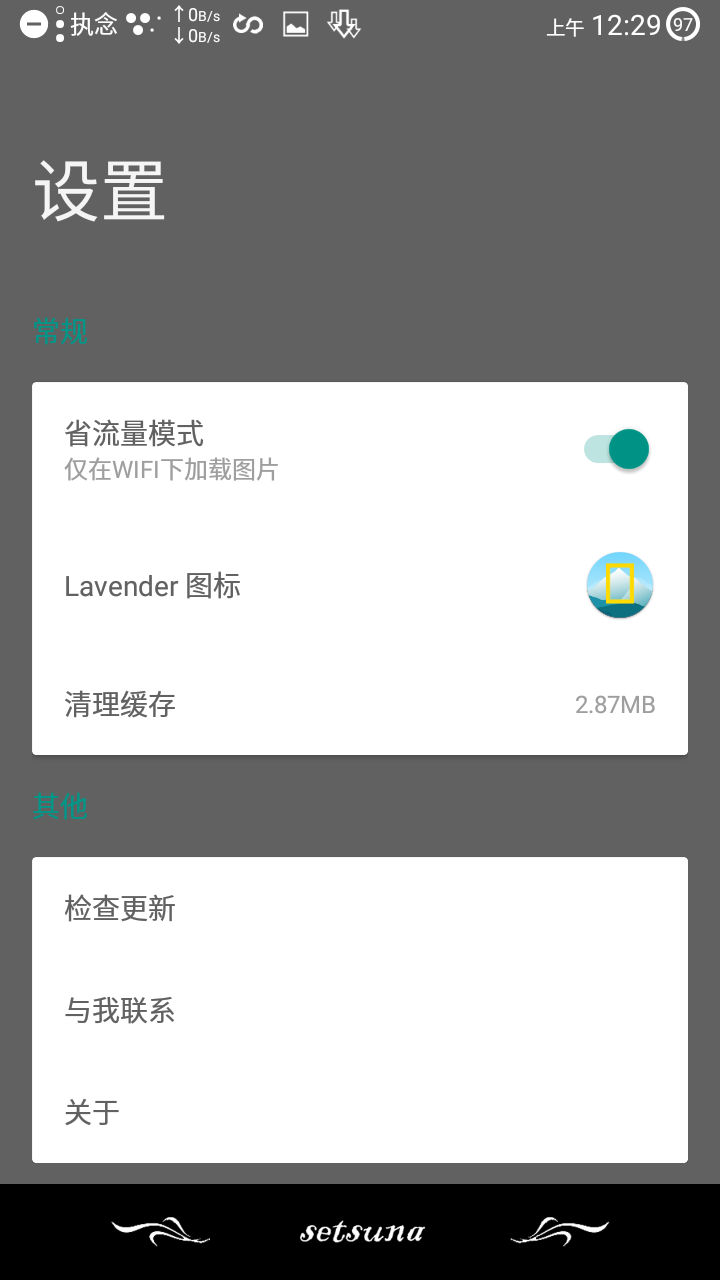 执念
0B/s
0B/s
上午 12:29
97
设置
常规
省流量模式
仅在WIFI下加载图片
Lavender 图标
清理缓存
2.87MB
其他
检查更新
与我联系
关于
setsuna